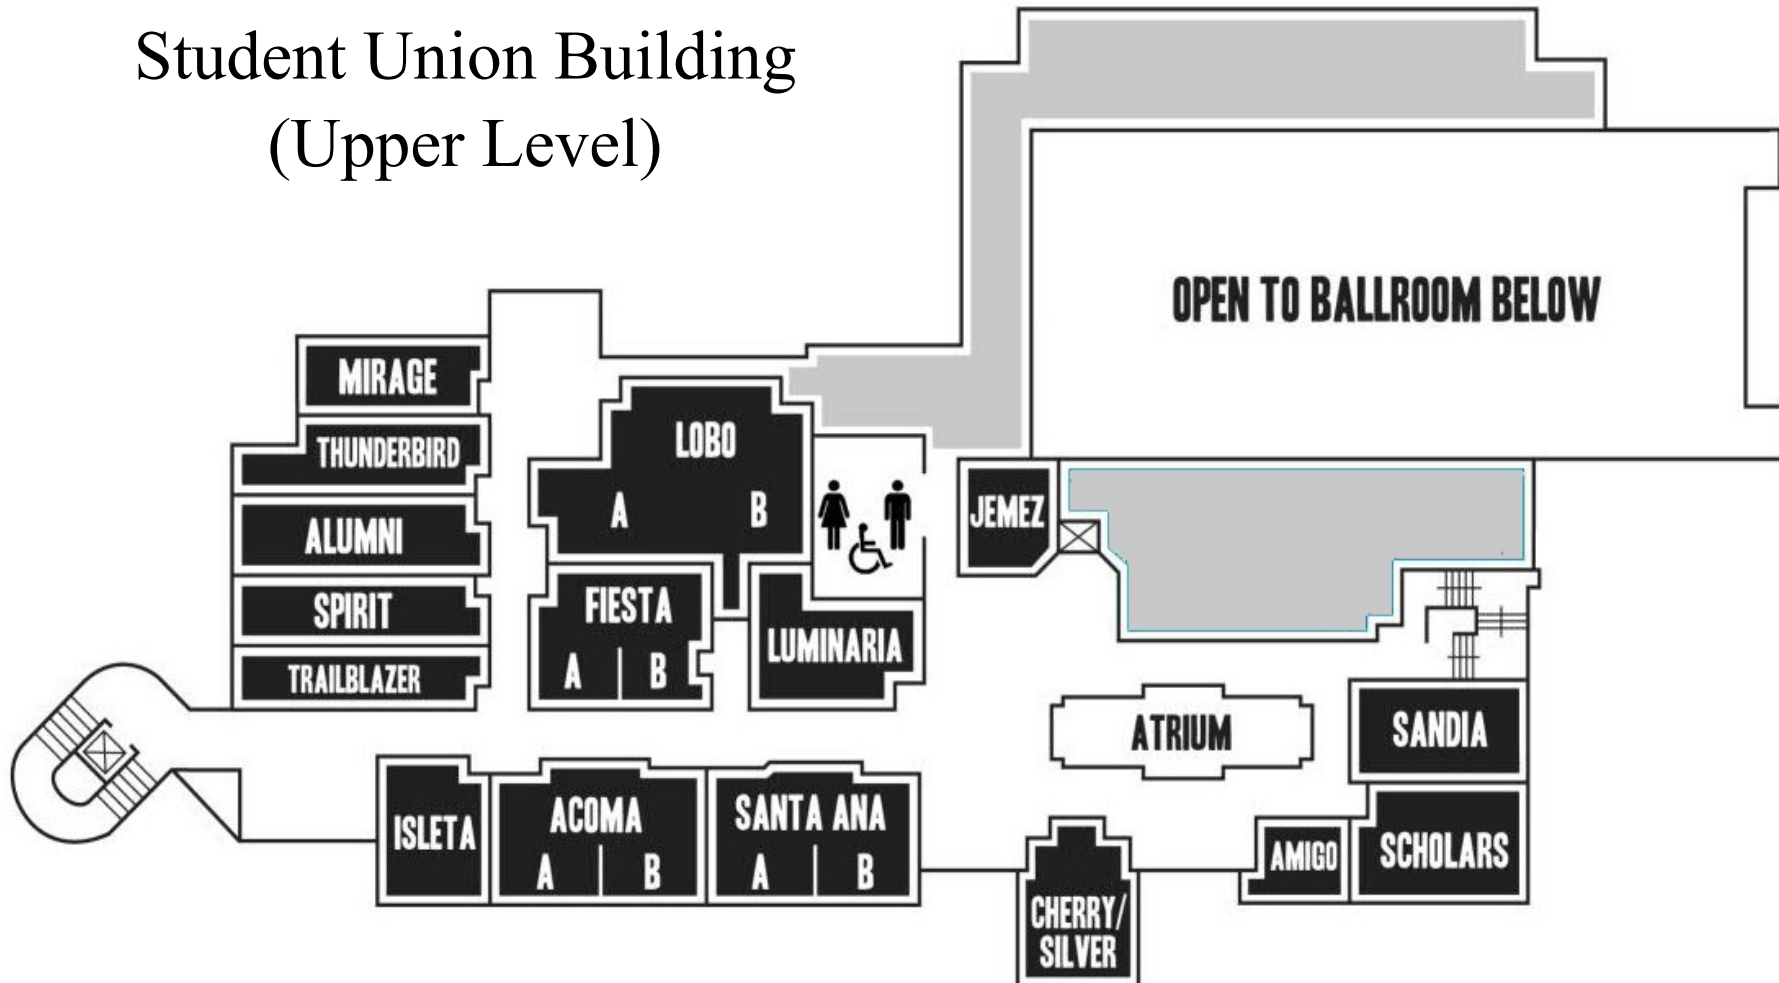 Student Union Building
(Upper Level)
OPEN TO BALLROOM BELOW
MIRAGE
THUNDERBIRD
ALUMNI
SPIRIT
TRAILBLAZER
LOBO
A B
FIESTA
A B
LUMINARIA
JEMEZ
ATRIUM
SANDIA
SCHOLARS
AMIGO
CHERRY/
SILVER
ISLETA
ACOMA
A B
SANTA ANA
A B